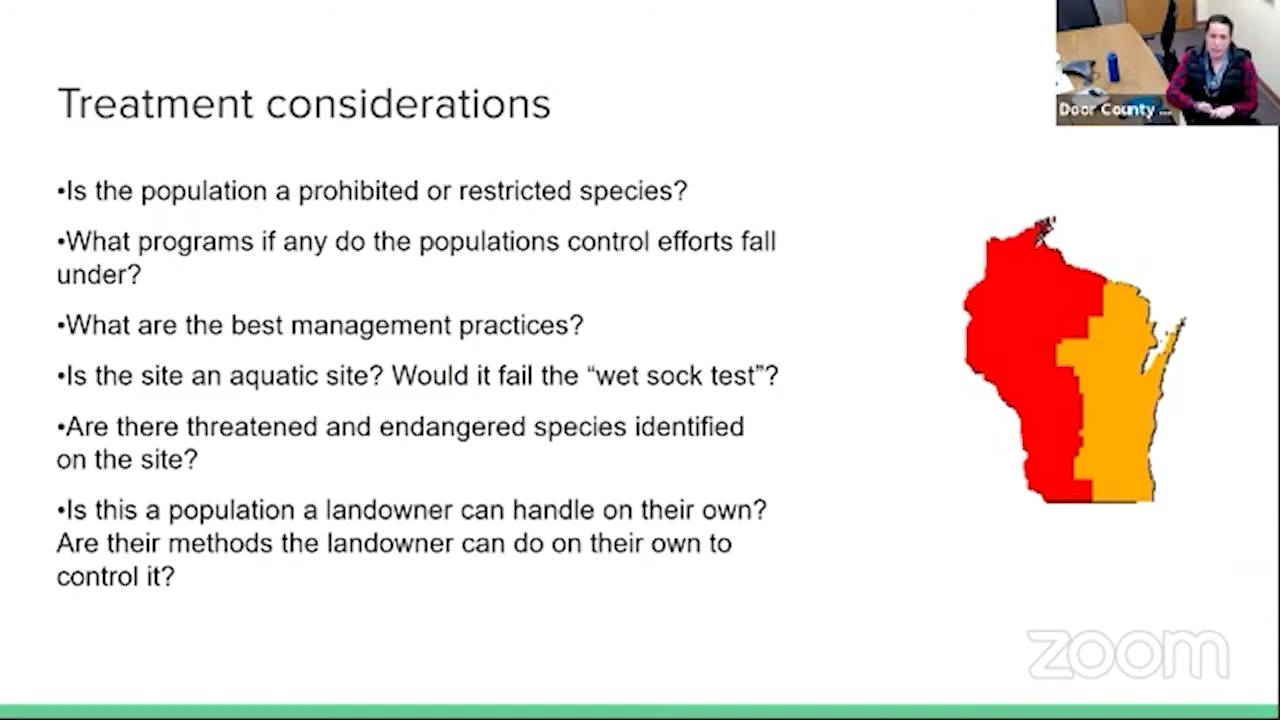 Treatment considerations
•Is the population a prohibited or restricted species?
•What programs if any do the populations control efforts fall
under?
•What are the best management practices?
•Is the site an aquatic site? Would it fail the “wet sock test”?
•Are there threatened and endangered species identified
on the site?
•Is this a population a landowner can handle on their own?
Are their methods the landowner can do on their own to
control it?
Door County ...
zoom